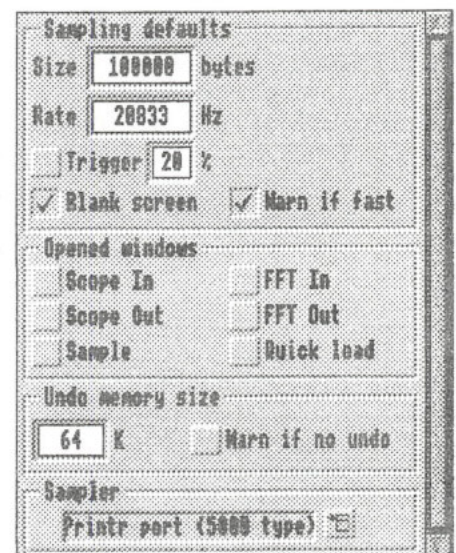 Sampling defaults
Size 100000 bytes
Rate 20833 Hz
Trigger 20 %
Blank screen Warn if fast
Opened windows
Scope In FFT In
Scope Out FFT Out
Sample Quick load
Undo memory size
64 K Warn if no undo
Sampler
Printr port (5000 type)